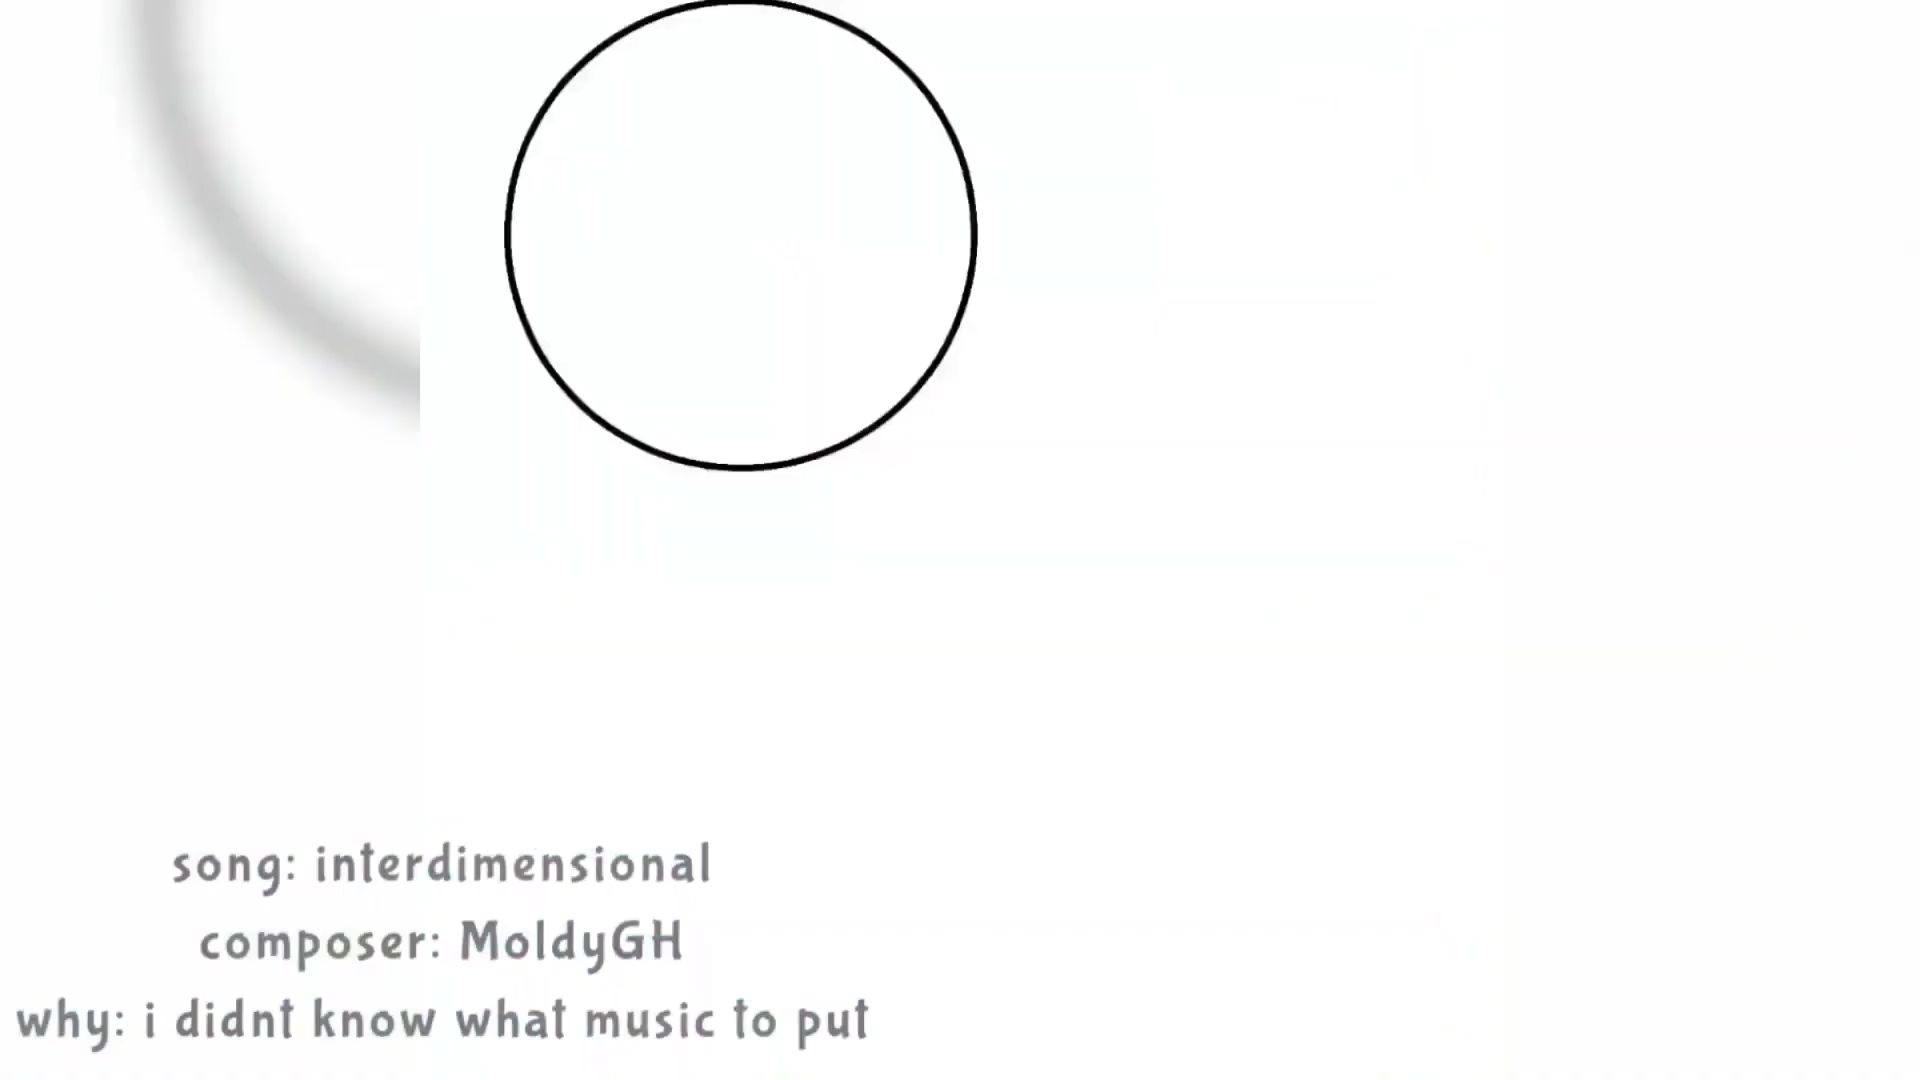 song: interdimensional
composer: MoldyGH
why: i didnt know what music to put